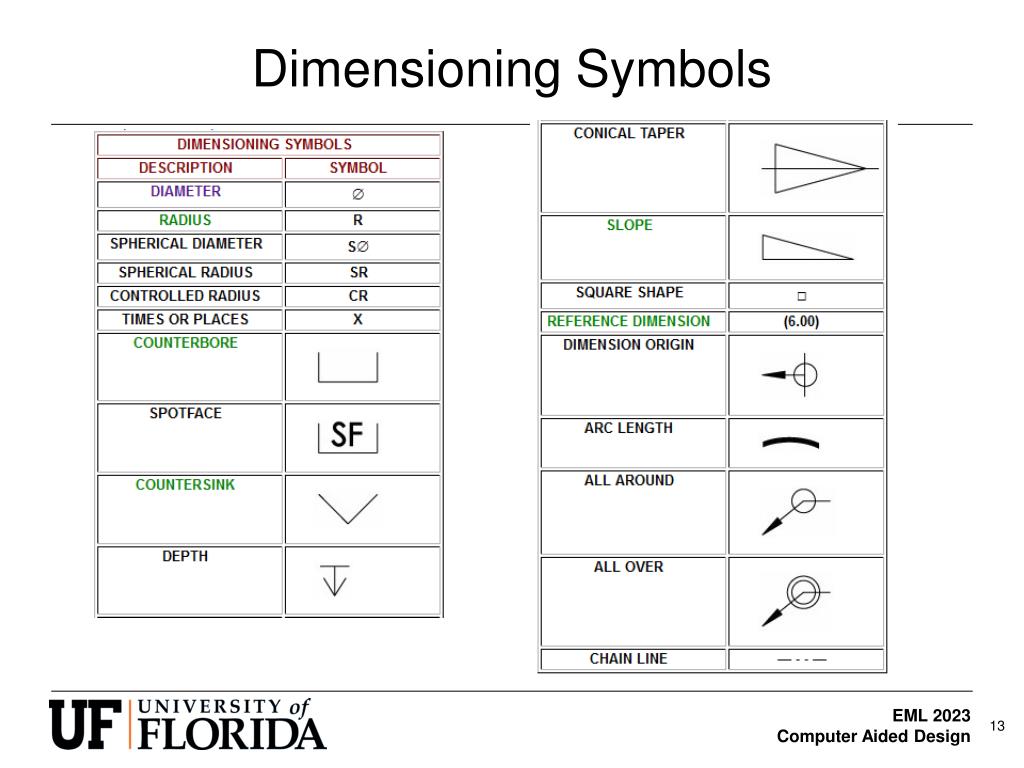 Dimensioning Symbols
DIMENSIONING SYMBOLS
DESCRIPTION SYMBOL
DIAMETER ∅
RADIUS R
SPHERICAL DIAMETER S∅
SPHERICAL RADIUS SR
CONTROLLED RADIUS CR
TIMES OR PLACES X
COUNTERBORE
SPOTFACE SF
COUNTERSINK
DEPTH
CONICAL TAPER
SLOPE
SQUARE SHAPE □
REFERENCE DIMENSION (6.00)
DIMENSION ORIGIN
ARC LENGTH
ALL AROUND
ALL OVER
CHAIN LINE
UF UNIVERSITY of
FLORIDA
EML 2023
Computer Aided Design
13